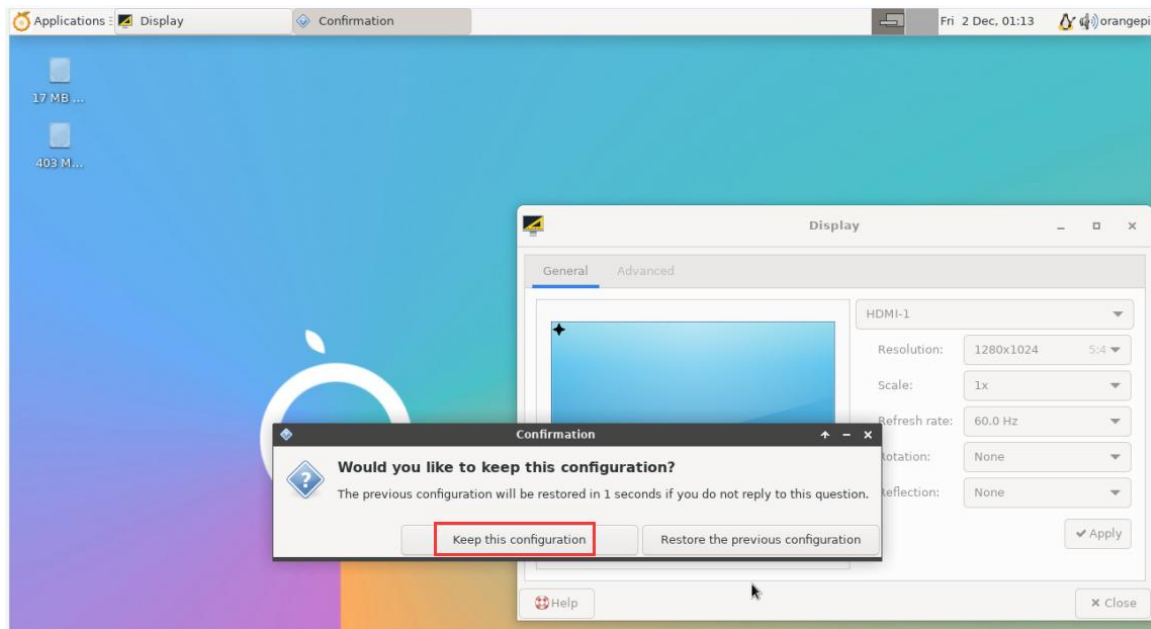 Applications Display Confirmation Fri 2 Dec, 01:13 orangepi
17 MB ...
403 M...
Display
General Advanced
HDMI-1
Resolution: 1280x1024 5:4
Scale: 1x
Refresh rate: 60.0 Hz
Rotation: None
Reflection: None
Apply
Confirmation
Would you like to keep this configuration?
The previous configuration will be restored in 1 seconds if you do not reply to this question.
Keep this configuration Restore the previous configuration
Help Close